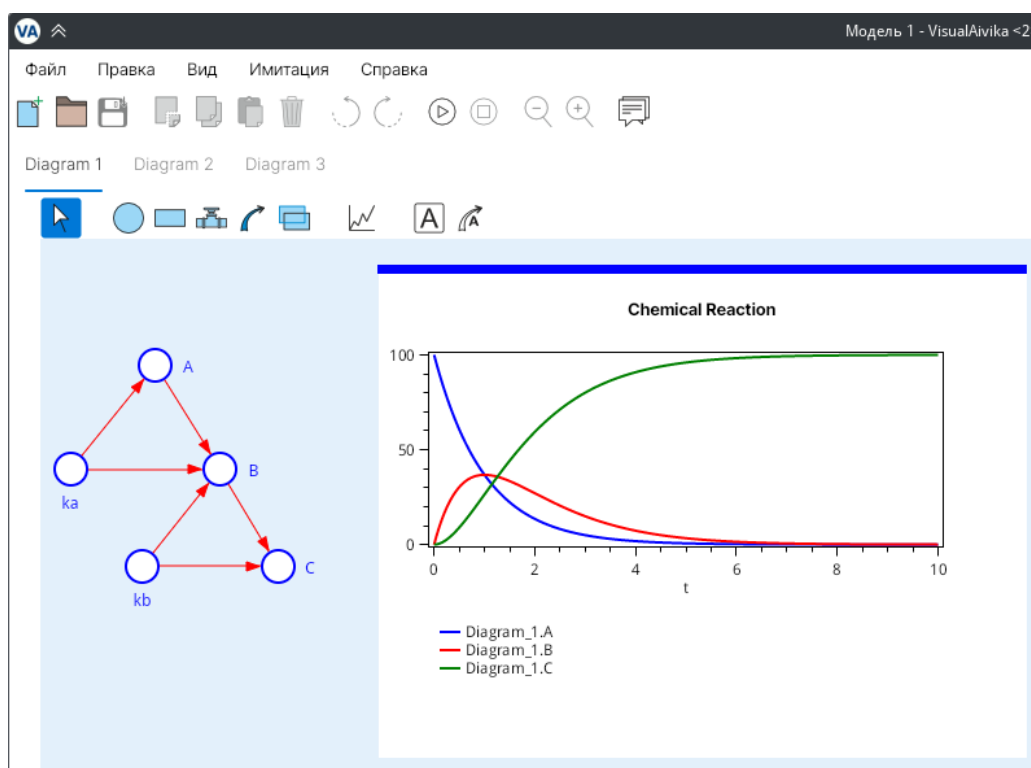 VA Модель 1 - VisualAivika <2
Файл Правка Вид Имитация Справка
Diagram 1 Diagram 2 Diagram 3
A A
Chemical Reaction
A
B
ka
C
kb
100
50
0
0 2 4 6 8 10
t
Diagram_1.A
Diagram_1.B
Diagram_1.C